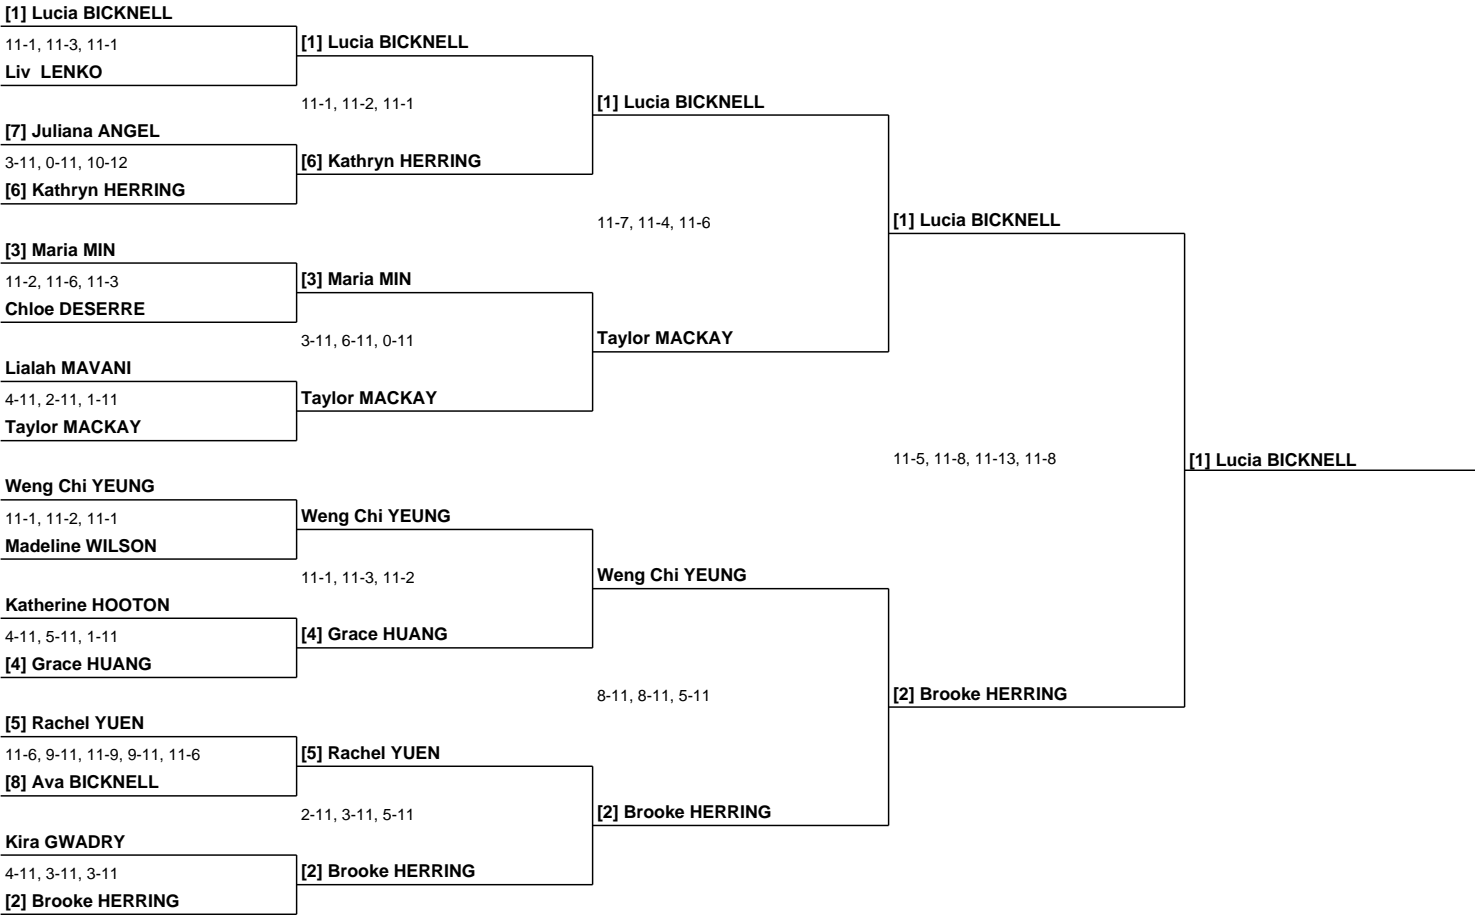 [1] Lucia BICKNELL
11-1, 11-3, 11-1
Liv  LENKO
[7] Juliana ANGEL
3-11, 0-11, 10-12
[6] Kathryn HERRING
[3] Maria MIN
11-2, 11-6, 11-3
Chloe DESERRE
Lialah MAVANI
4-11, 2-11, 1-11
Taylor MACKAY
Weng Chi YEUNG
11-1, 11-2, 11-1
Madeline WILSON
Katherine HOOTON
4-11, 5-11, 1-11
[4] Grace HUANG
[5] Rachel YUEN
11-6, 9-11, 11-9, 9-11, 11-6
[8] Ava BICKNELL
Kira GWADRY
4-11, 3-11, 3-11
[2] Brooke HERRING
[1] Lucia BICKNELL
11-1, 11-2, 11-1
[6] Kathryn HERRING
[3] Maria MIN
3-11, 6-11, 0-11
Taylor MACKAY
Weng Chi YEUNG
11-1, 11-3, 11-2
[4] Grace HUANG
[5] Rachel YUEN
2-11, 3-11, 5-11
[2] Brooke HERRING
[1] Lucia BICKNELL
11-7, 11-4, 11-6
Taylor MACKAY
Weng Chi YEUNG
8-11, 8-11, 5-11
[2] Brooke HERRING
[1] Lucia BICKNELL
11-5, 11-8, 11-13, 11-8
[2] Brooke HERRING
[1] Lucia BICKNELL